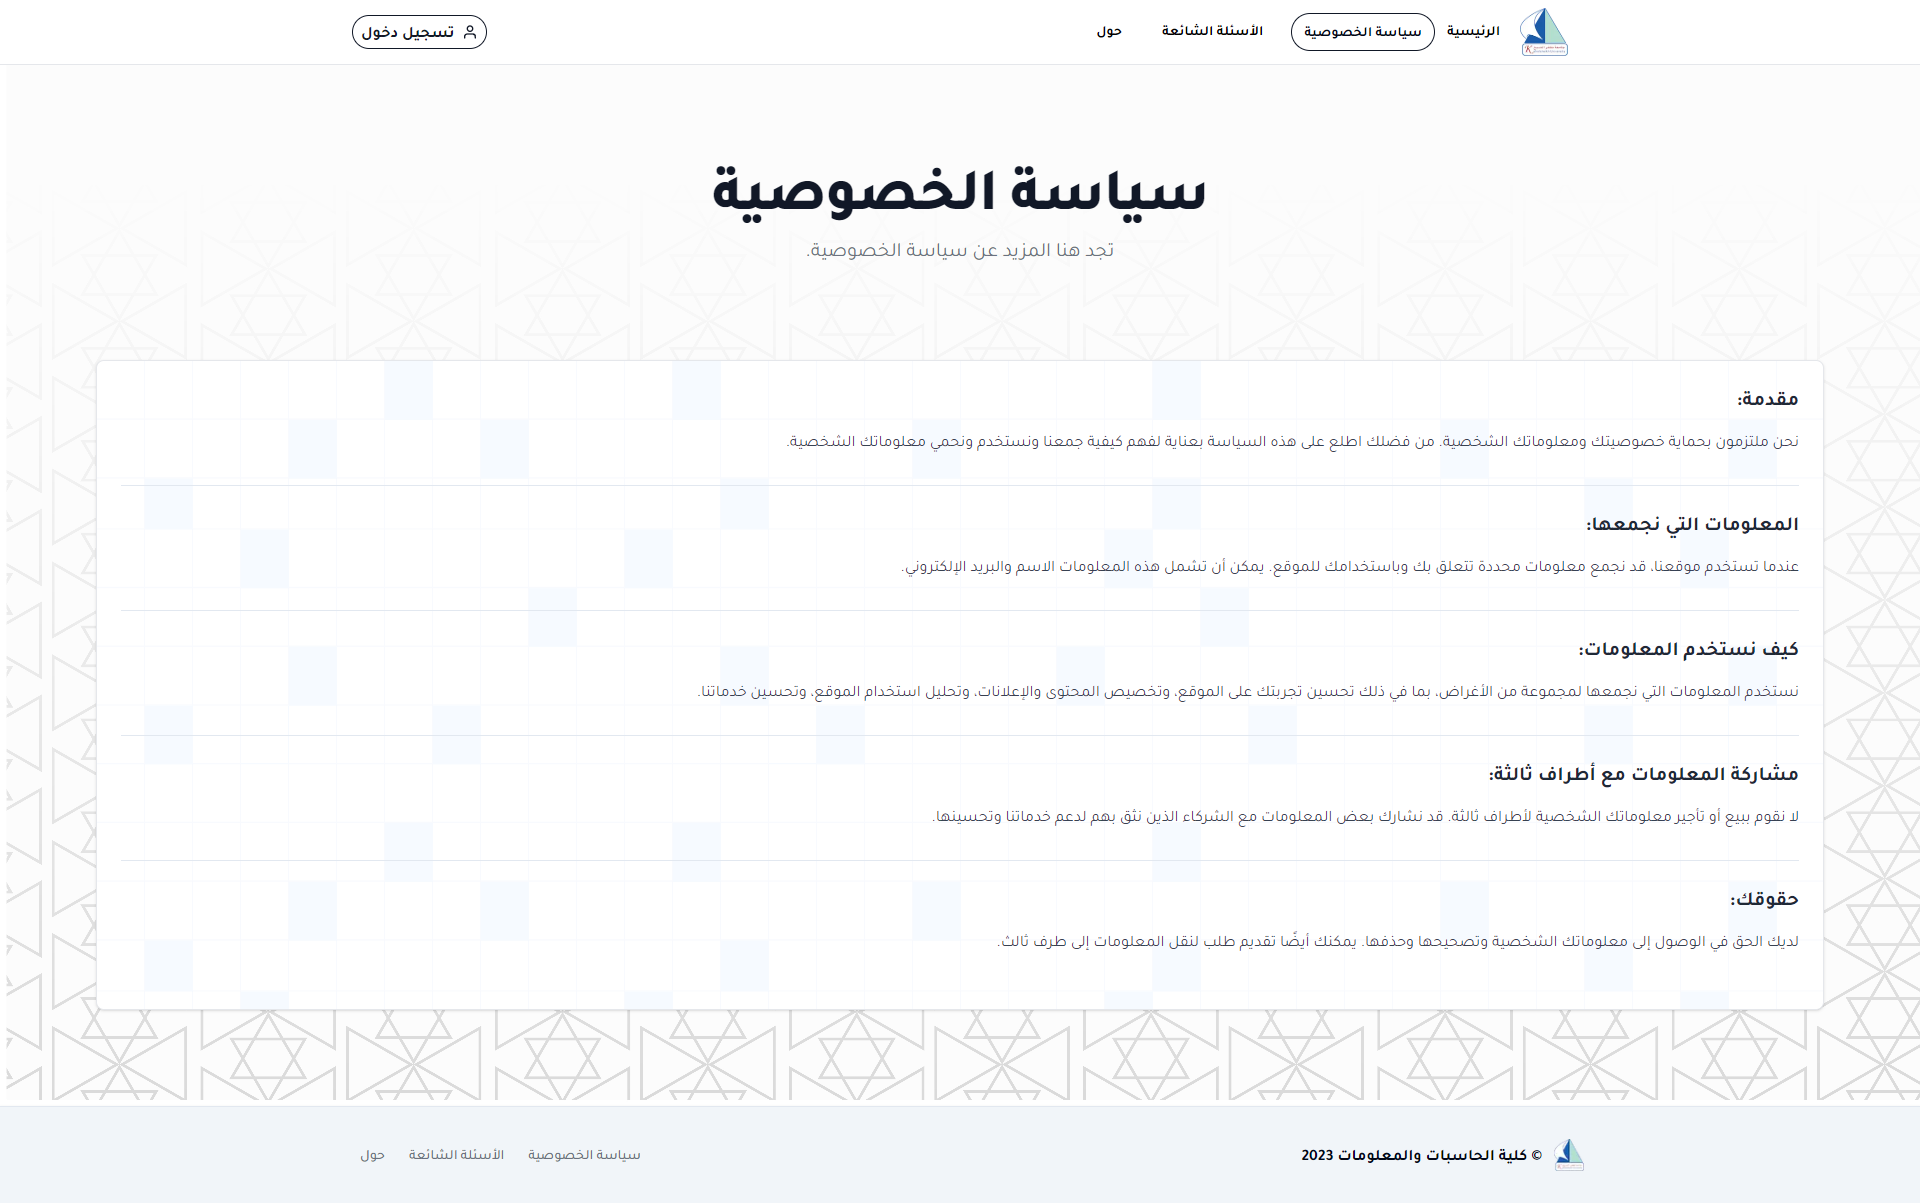 الرئيسية
سياسة الخصوصية
الأسئلة الشائعة
حول
تسجيل دخول
سياسة الخصوصية
تجد هنا المزيد عن سياسة الخصوصية.
مقدمة:
نحن ملتزمون بحماية خصوصيتك ومعلوماتك الشخصية. من فضلك اطلع على هذه السياسة بعناية لفهم كيفية جمعنا ونستخدم ونحمي معلوماتك الشخصية.
المعلومات التي نجمعها:
عندما تستخدم موقعنا، قد نجمع معلومات محددة تتعلق بك وباستخدامك للموقع. يمكن أن تشمل هذه المعلومات الاسم والبريد الإلكتروني.
كيف نستخدم المعلومات:
نستخدم المعلومات التي نجمعها لمجموعة من الأغراض، بما في ذلك تحسين تجربتك على الموقع، وتخصيص المحتوى والإعلانات، وتحليل استخدام الموقع، وتحسين خدماتنا.
مشاركة المعلومات مع أطراف ثالثة:
لا نقوم ببيع أو تأجير معلوماتك الشخصية لأطراف ثالثة. قد نشارك بعض المعلومات مع الشركاء الذين نثق بهم لدعم خدماتنا وتحسينها.
حقوقك:
لديك الحق في الوصول إلى معلوماتك الشخصية وتصحيحها وحذفها. يمكنك أيضًا تقديم طلب لنقل المعلومات إلى طرف ثالث.
© كلية الحاسبات والمعلومات 2023
سياسة الخصوصية
الأسئلة الشائعة
حول